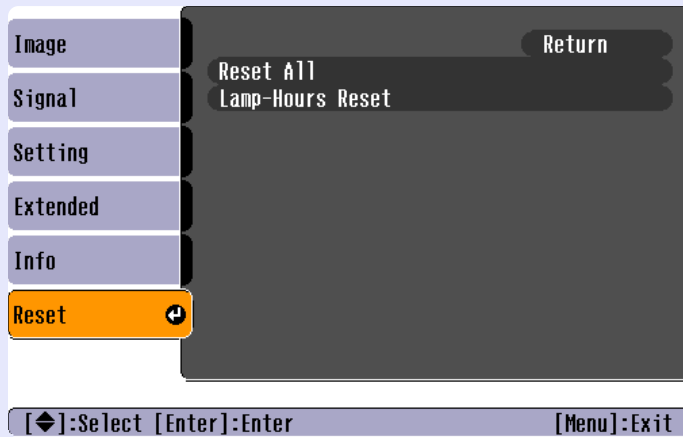 Image
Signal
Setting
Extended
Info
Reset
Return
Reset All
Lamp-Hours Reset
[◆]:Select [Enter]:Enter [Menu]:Exit